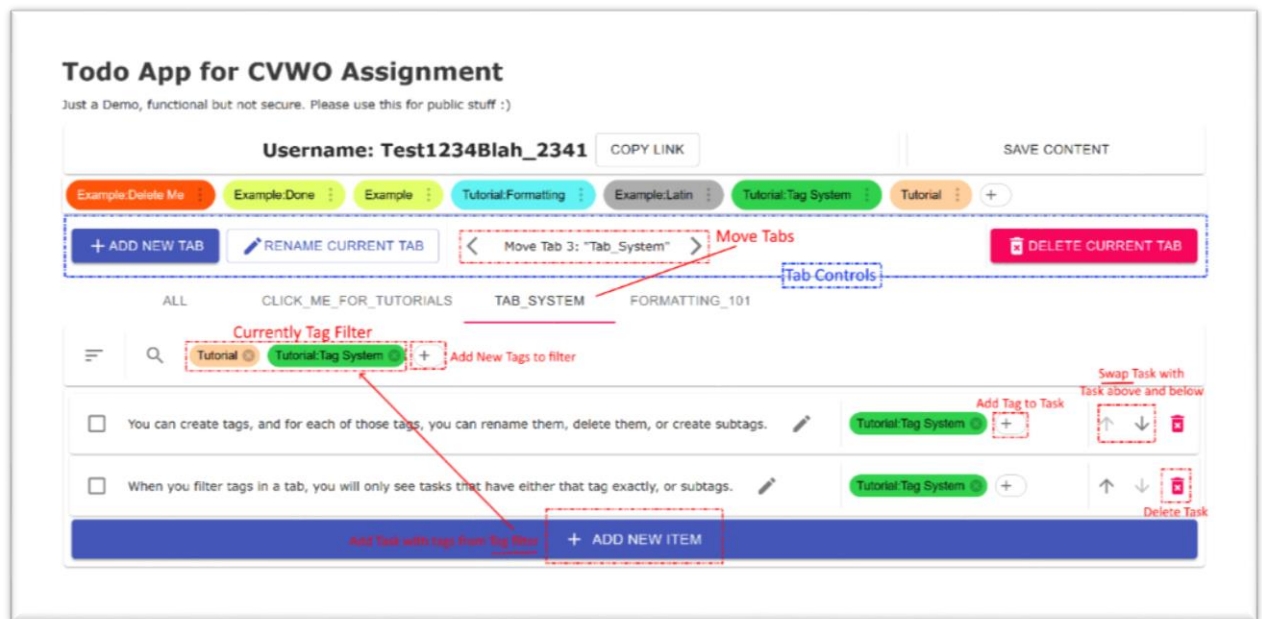 Todo App for CVWO Assignment
Just a Demo, functional but not secure. Please use this for public stuff :)
Username: Test1234Blah_2341 COPY LINK SAVE CONTENT
Example:Delete Me Example:Done Example Tutorial:Formatting Example:Latin Tutorial:Tag System Tutorial +
+ ADD NEW TAB RENAME CURRENT TAB < Move Tab 3: "Tab_System" > Move Tabs DELETE CURRENT TAB
Tab Controls
ALL CLICK_ME_FOR_TUTORIALS TAB_SYSTEM FORMATTING_101
Currently Tag Filter
Tutorial Tutorial:Tag System + Add New Tags to filter
Swap Task with
Task above and below
Add Tag to Task
You can create tags, and for each of those tags, you can rename them, delete them, or create subtags. Tutorial:Tag System +
When you filter tags in a tab, you will only see tasks that have either that tag exactly, or subtags. Tutorial:Tag System +
Delete Task
Add Task with tags from Tag filter + ADD NEW ITEM